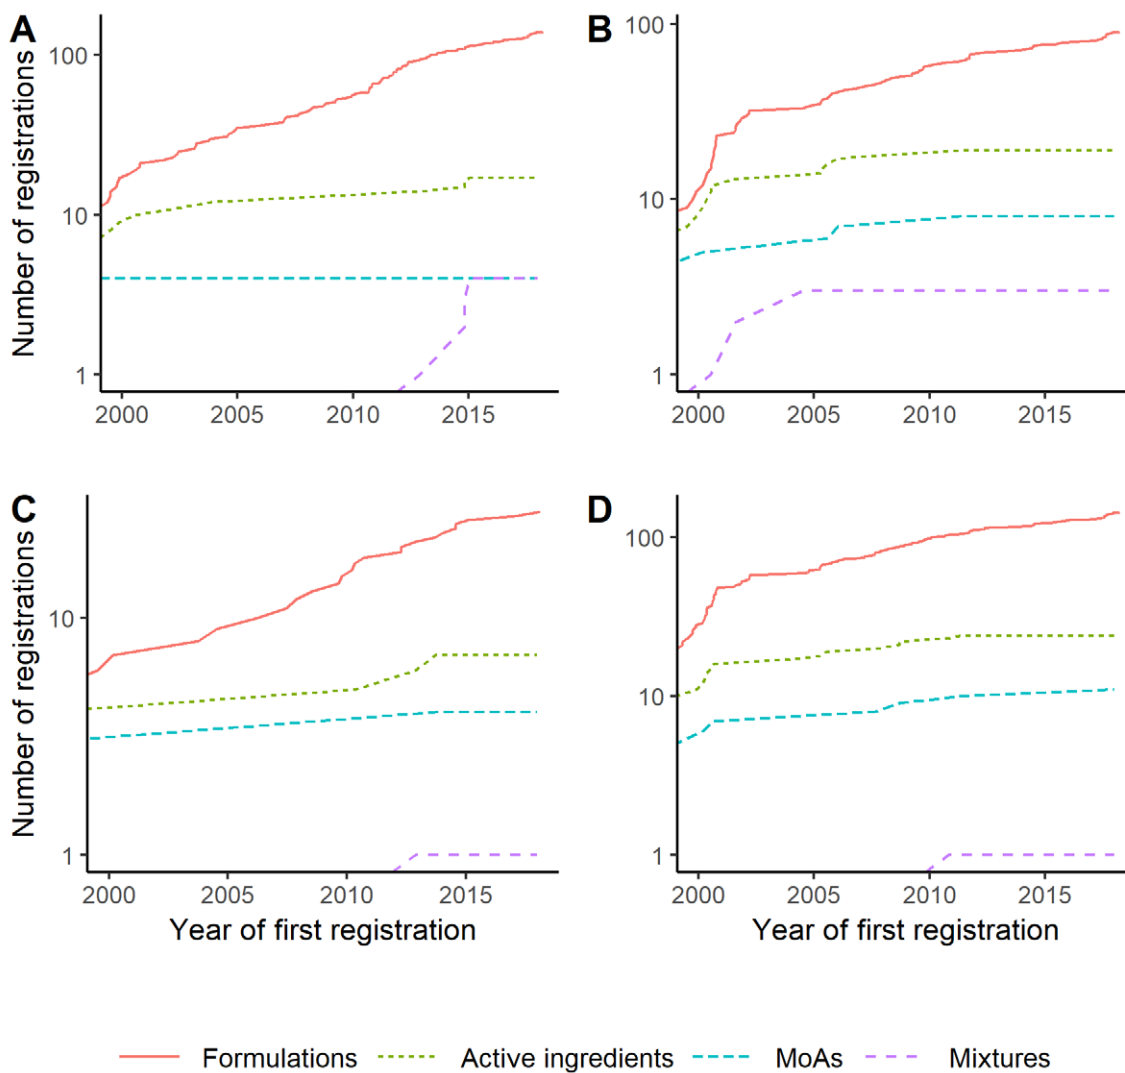 A
B
Number of registrations
100
10
1
2000 2005 2010 2015
100
10
1
2000 2005 2010 2015
C
D
Number of registrations
10
1
2000 2005 2010 2015
Year of first registration
100
10
1
2000 2005 2010 2015
Year of first registration
Formulations Active ingredients MoAs Mixtures